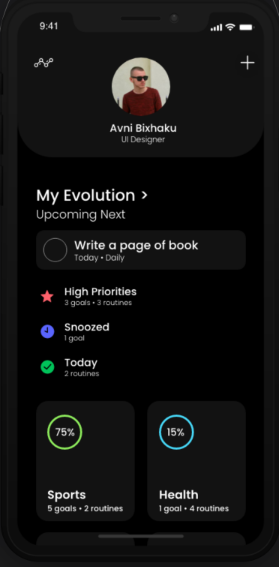 9:41
Avni Bixhaku
UI Designer
My Evolution >
Upcoming Next
Write a page of book
Today • Daily
High Priorities
3 goals • 3 routines
Snoozed
1 goal
Today
2 routines
75%
15%
Sports
5 goals • 2 routines
Health
1 goal • 4 routines